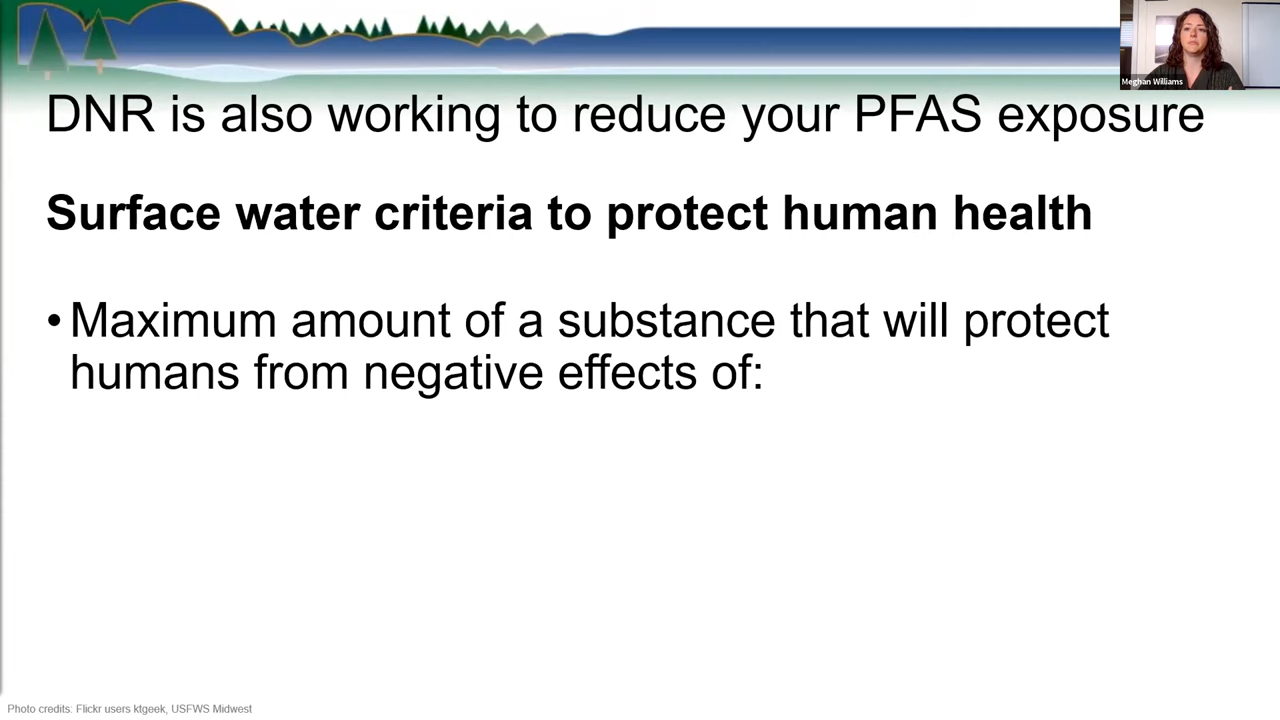 Meghan Williams
DNR is also working to reduce your PFAS exposure
Surface water criteria to protect human health
• Maximum amount of a substance that will protect
humans from negative effects of:
Photo credits: Flickr users ktgeek, USFWS Midwest